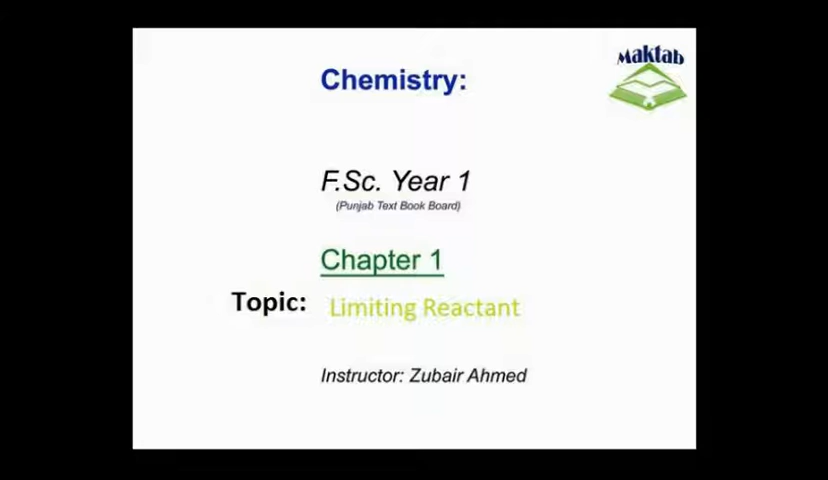 Maktab
Chemistry:
F.Sc. Year 1
(Punjab Text Book Board)
Chapter 1
Topic: Limiting Reactant
Instructor: Zubair Ahmed